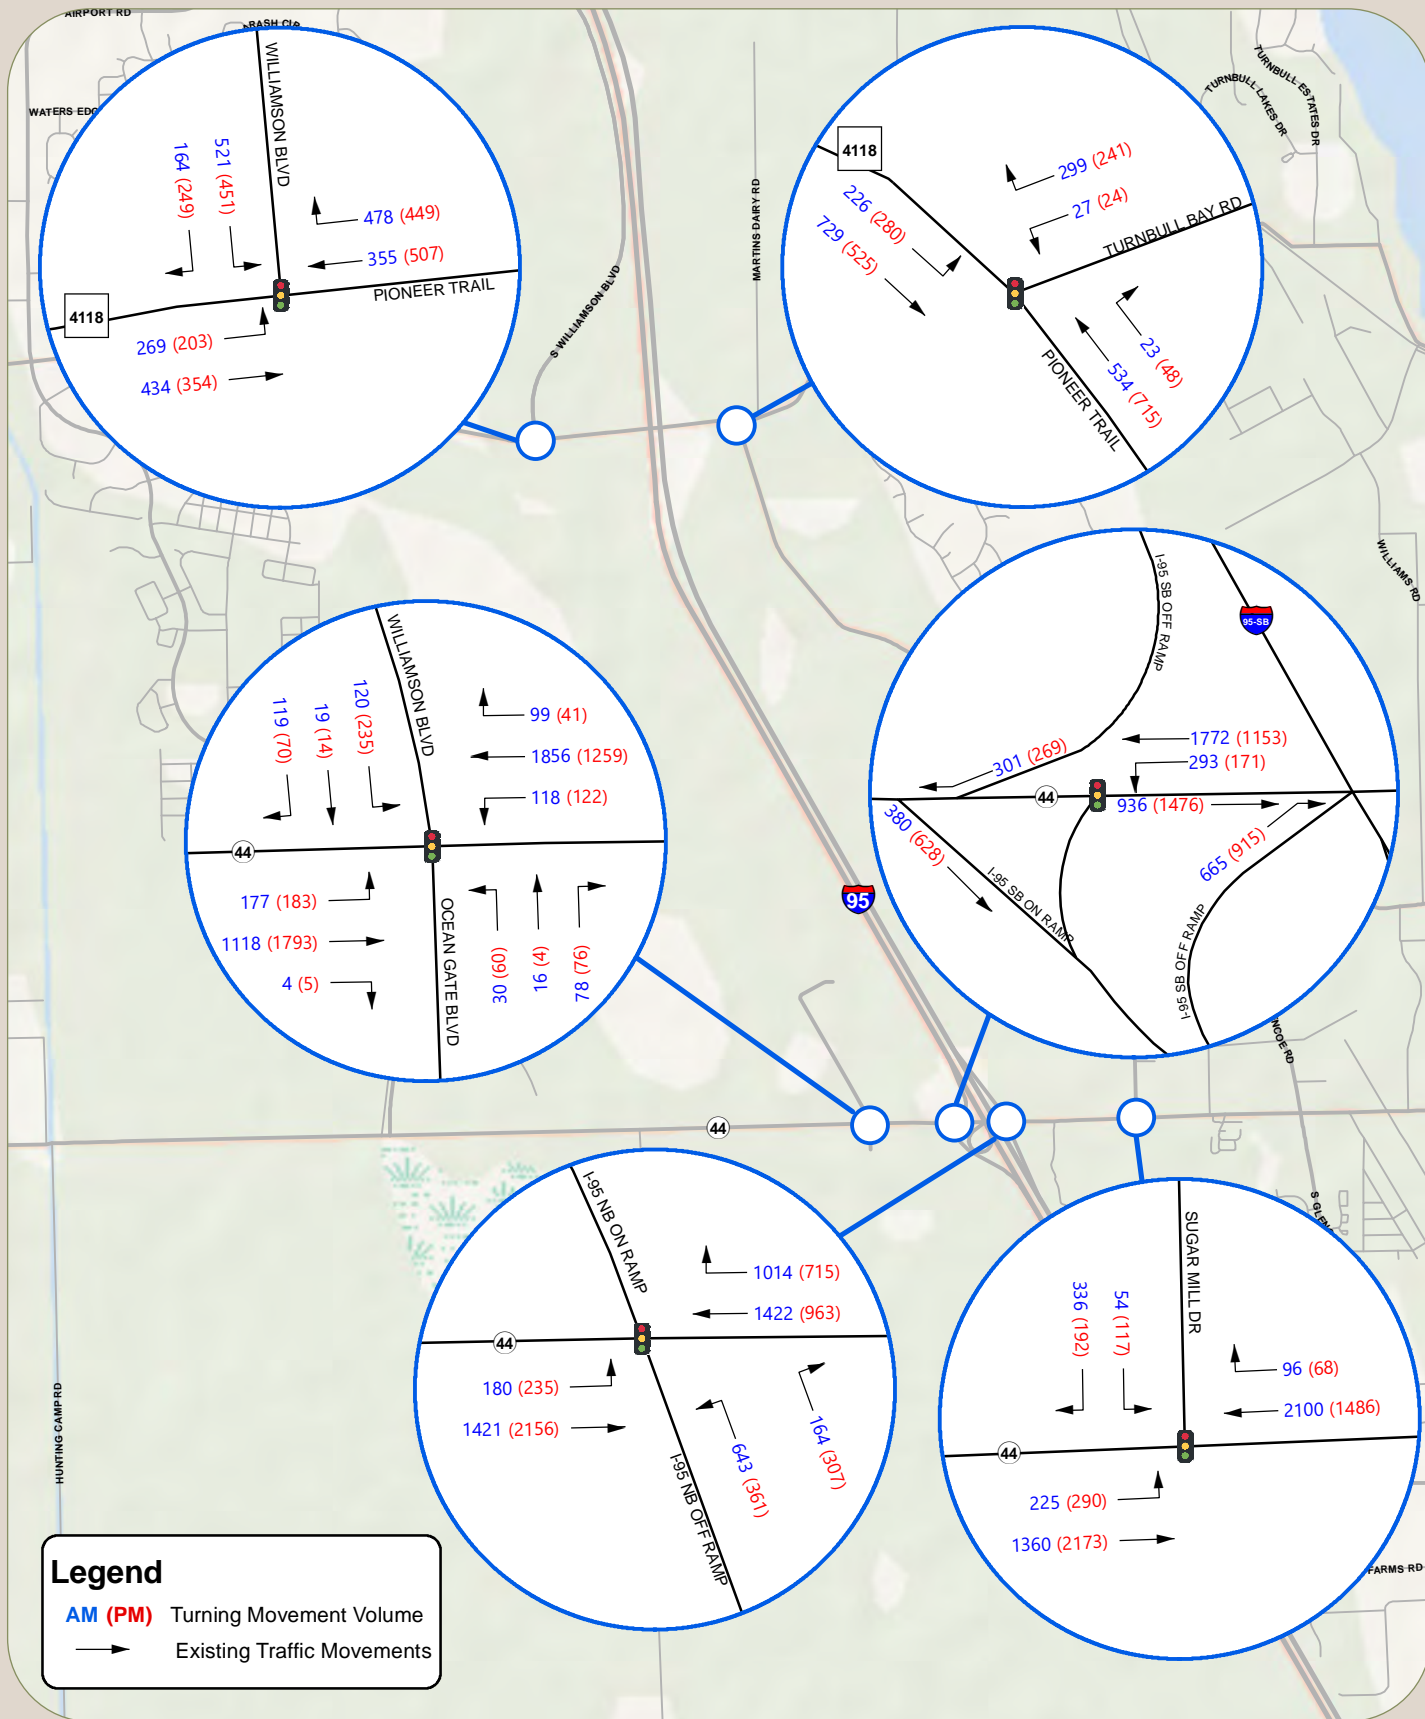 AIRPORT RD
WATERS EDG
WILLIAMSON BLVD
164 (249)
521 (451)
478 (449)
355 (507)
PIONEER TRAIL
4118
269 (203)
434 (354)
S WILLIAMSON BLVD
MARTINS DAIRY RD
4118
226 (280)
729 (525)
299 (241)
27 (24)
TURNBULL BAY RD
23 (48)
534 (715)
PIONEER TRAIL
TURNBULL LAKES DR
TURNBULL ESTATES DR
WILLIAMS RD
WILLIAMSON BLVD
119 (70)
19 (14)
120 (235)
99 (41)
1856 (1259)
118 (122)
44
177 (183)
1118 (1793)
4 (5)
OCEAN GATE BLVD
30 (60)
16 (4)
78 (76)
95
I-95 SB OFF RAMP
95-SB
301 (269)
1772 (1153)
293 (171)
44
936 (1476)
380 (628)
665 (915)
I-95 SB ON RAMP
I-95 SB OFF RAMP
NCOE RD
44
I-95 NB ON RAMP
1014 (715)
1422 (963)
44
180 (235)
1421 (2156)
643 (361)
164 (307)
I-95 NB OFF RAMP
S GLENC
SUGAR MILL DR
336 (192)
54 (117)
96 (68)
2100 (1486)
44
225 (290)
1360 (2173)
FARMS RD
HUNTING CAMP RD
Legend
AM (PM) Turning Movement Volume
Existing Traffic Movements